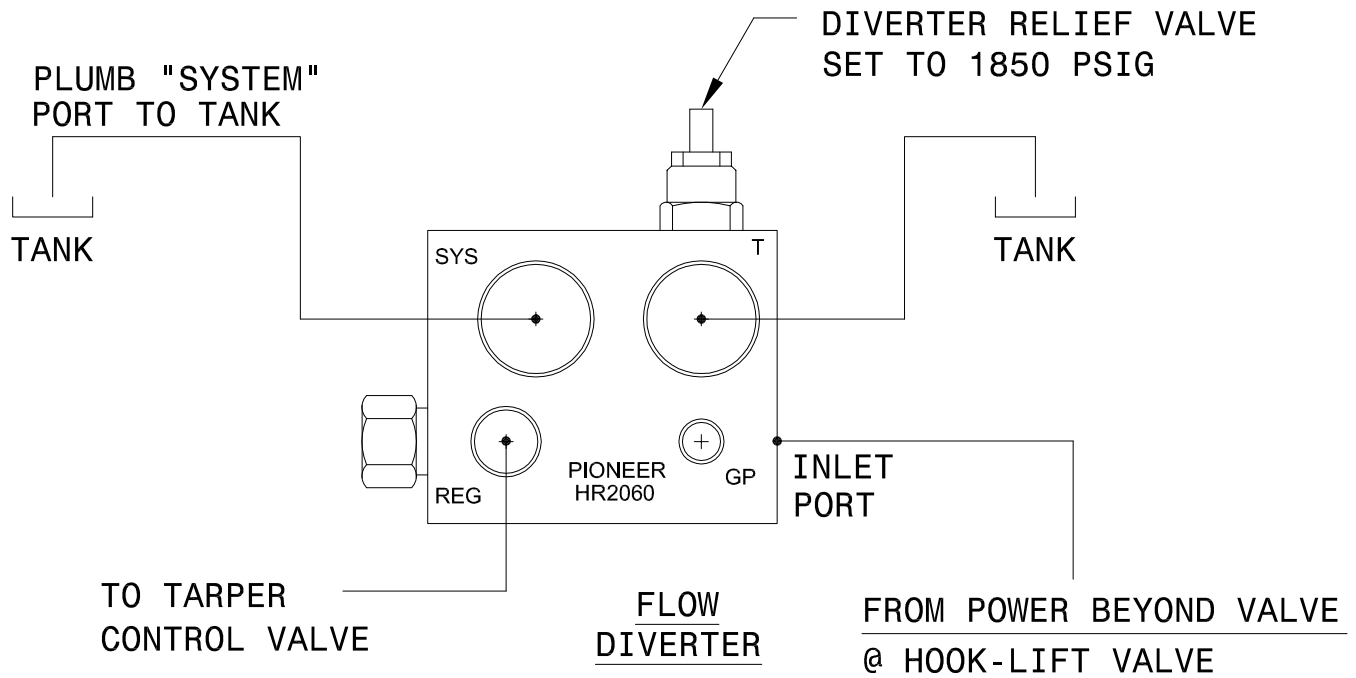 DIVERTER RELIEF VALVE
SET TO 1850 PSIG
PLUMB "SYSTEM"
PORT TO TANK
TANK
TANK
SYS
T
REG
PIONEER
HR2060
GP
INLET
PORT
TO TARPER
CONTROL VALVE
FLOW
DIVERTER
FROM POWER BEYOND VALVE
@ HOOK-LIFT VALVE